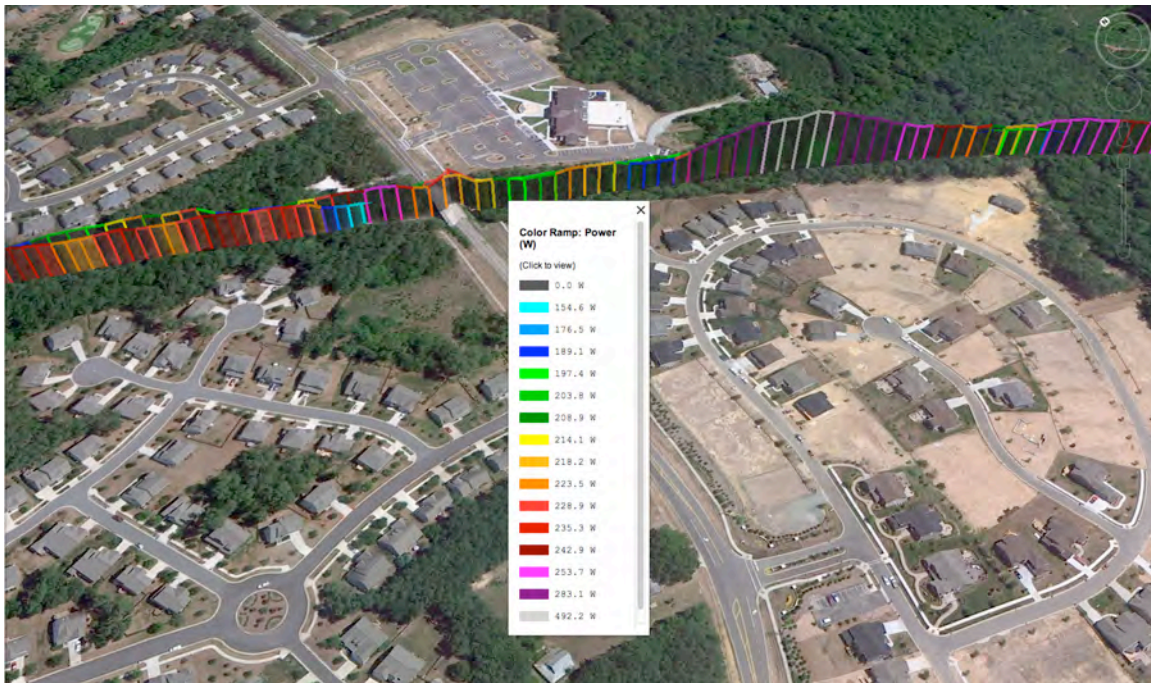 Color Ramp: Power
(W)
(Click to view)
0.0 W
154.6 W
176.5 W
189.1 W
197.4 W
203.8 W
208.9 W
214.1 W
218.2 W
223.5 W
228.9 W
235.3 W
242.9 W
253.7 W
283.1 W
492.2 W